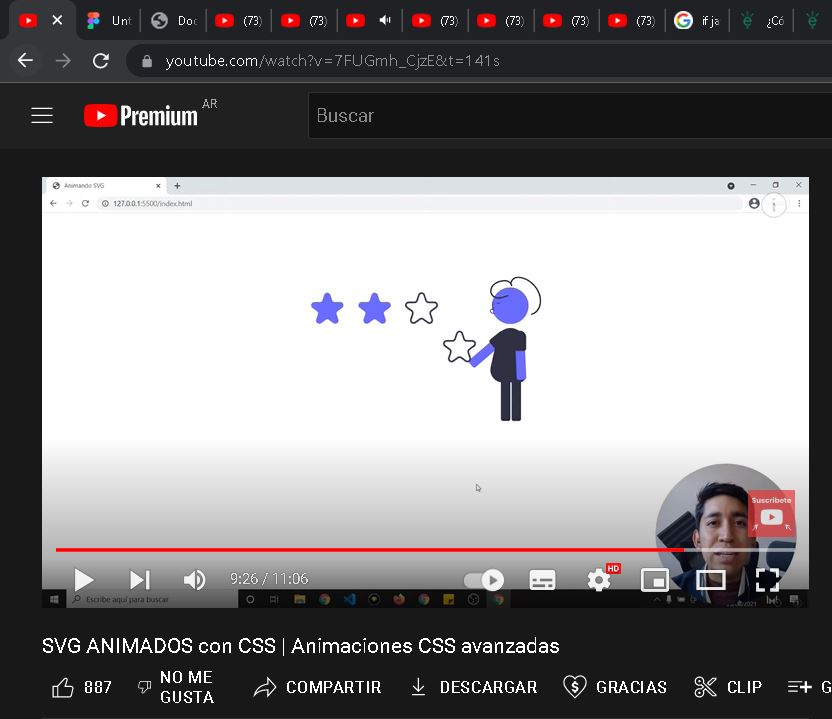 Unt
Doc
(73)
(73)
(73)
(73)
(73)
(73)
if ja
¿Có
youtube.com/watch?v=7FUGmh_CjzE&t=141s
Premium AR
Buscar
Animando SVG
127.0.0.1:5500/index.html
Suscríbete
9:26 / 11:06
HD
Escribe aquí para buscar
SVG ANIMADOS con CSS | Animaciones CSS avanzadas
887
NO ME
GUSTA
COMPARTIR
DESCARGAR
GRACIAS
CLIP
G